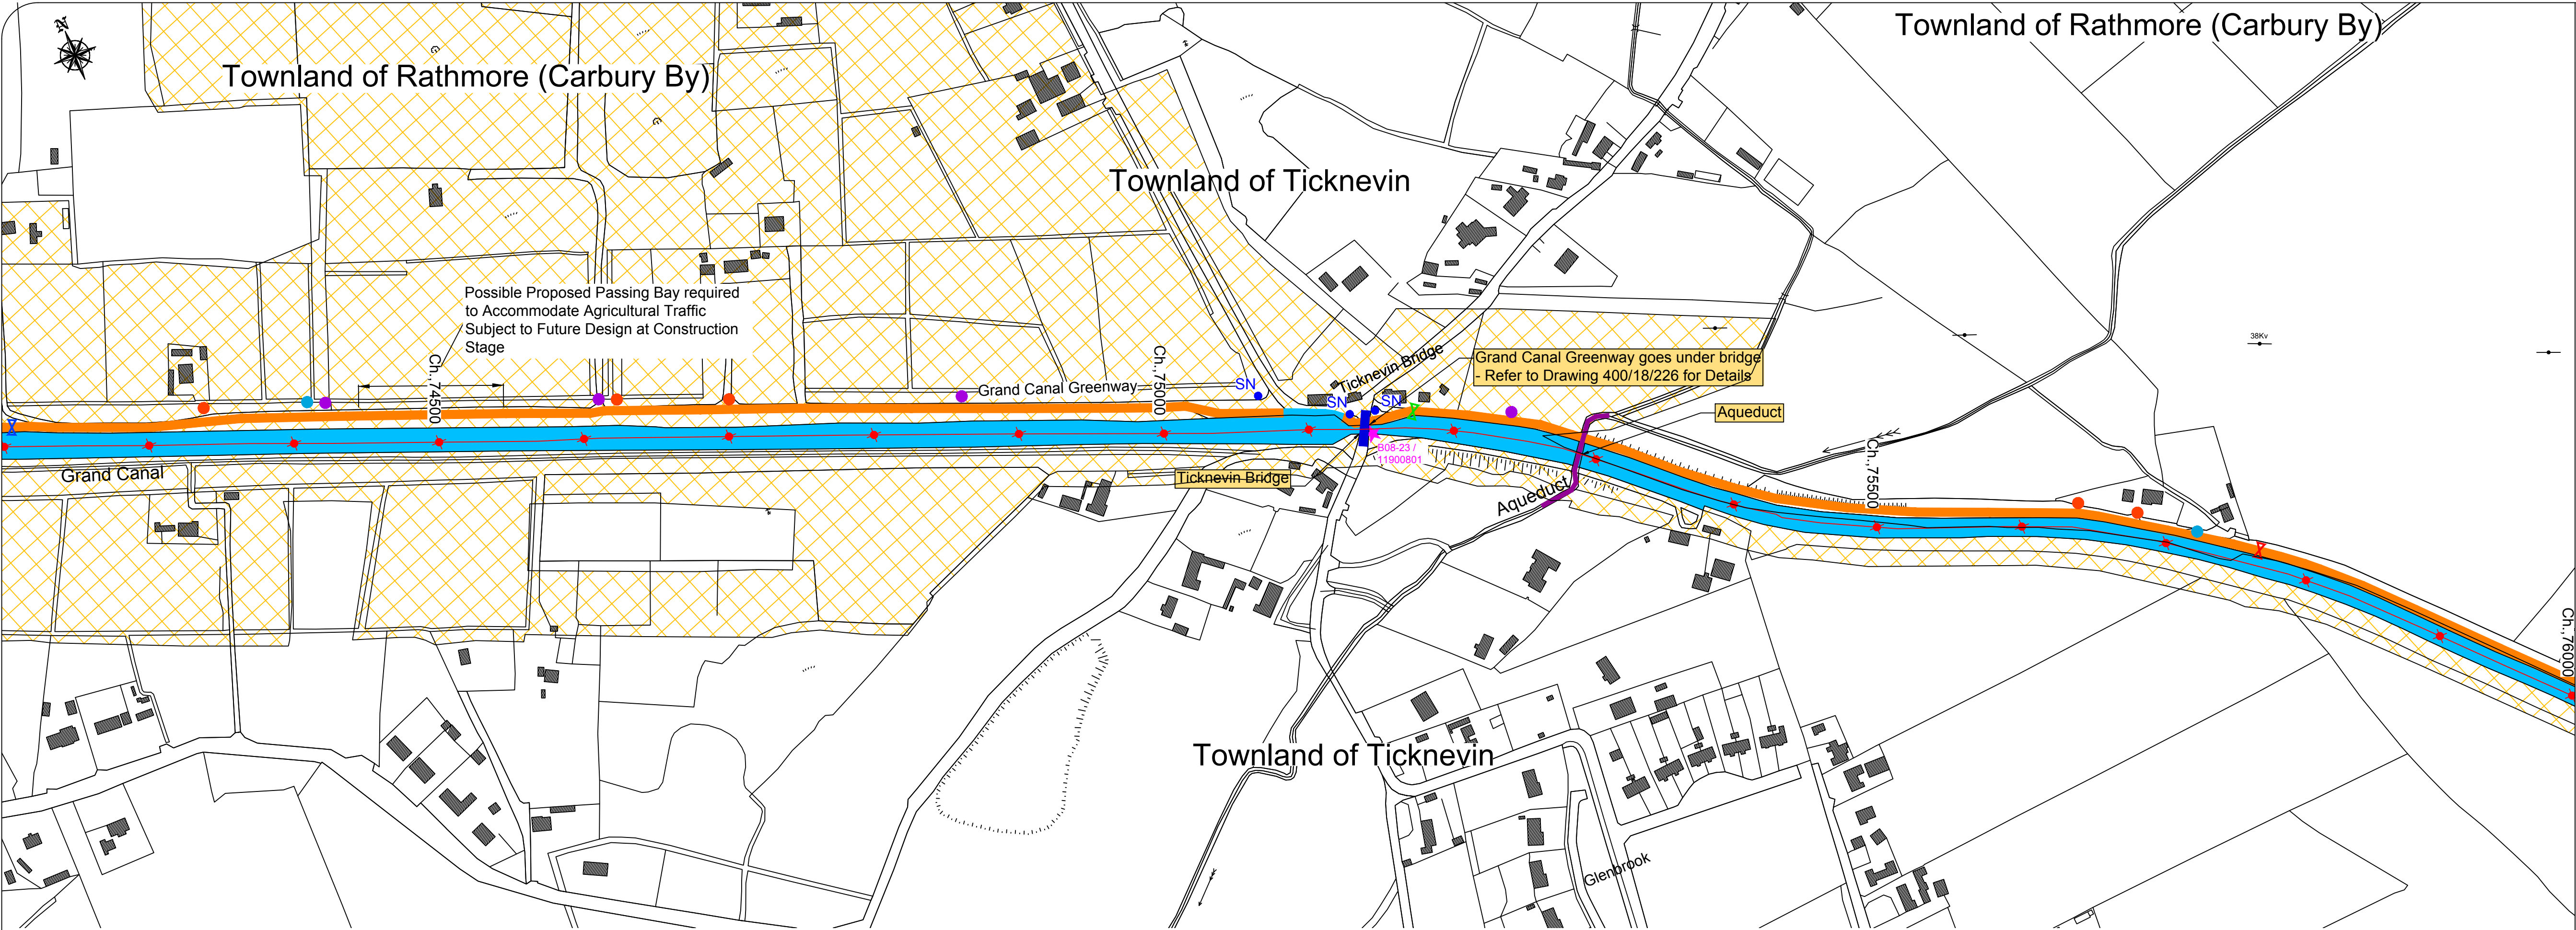 Townland of Rathmore (Carbury By)
N
Townland of Rathmore (Carbury By)
G
G
Townland of Ticknevin
Possible Proposed Passing Bay required
to Accommodate Agricultural Traffic
Subject to Future Design at Construction
Stage
38Kv
Ch.,74500
Ch.,75000
Grand Canal Greenway
SN
SN
SN
Ticknevin Bridge
Grand Canal Greenway goes under bridge
- Refer to Drawing 400/18/226 for Details
Aqueduct
B08-23 /
11900801
Grand Canal
Ticknevin Bridge
Aqueduct
Ch.,75500
Ch.,76000
Townland of Ticknevin
Glenbrook